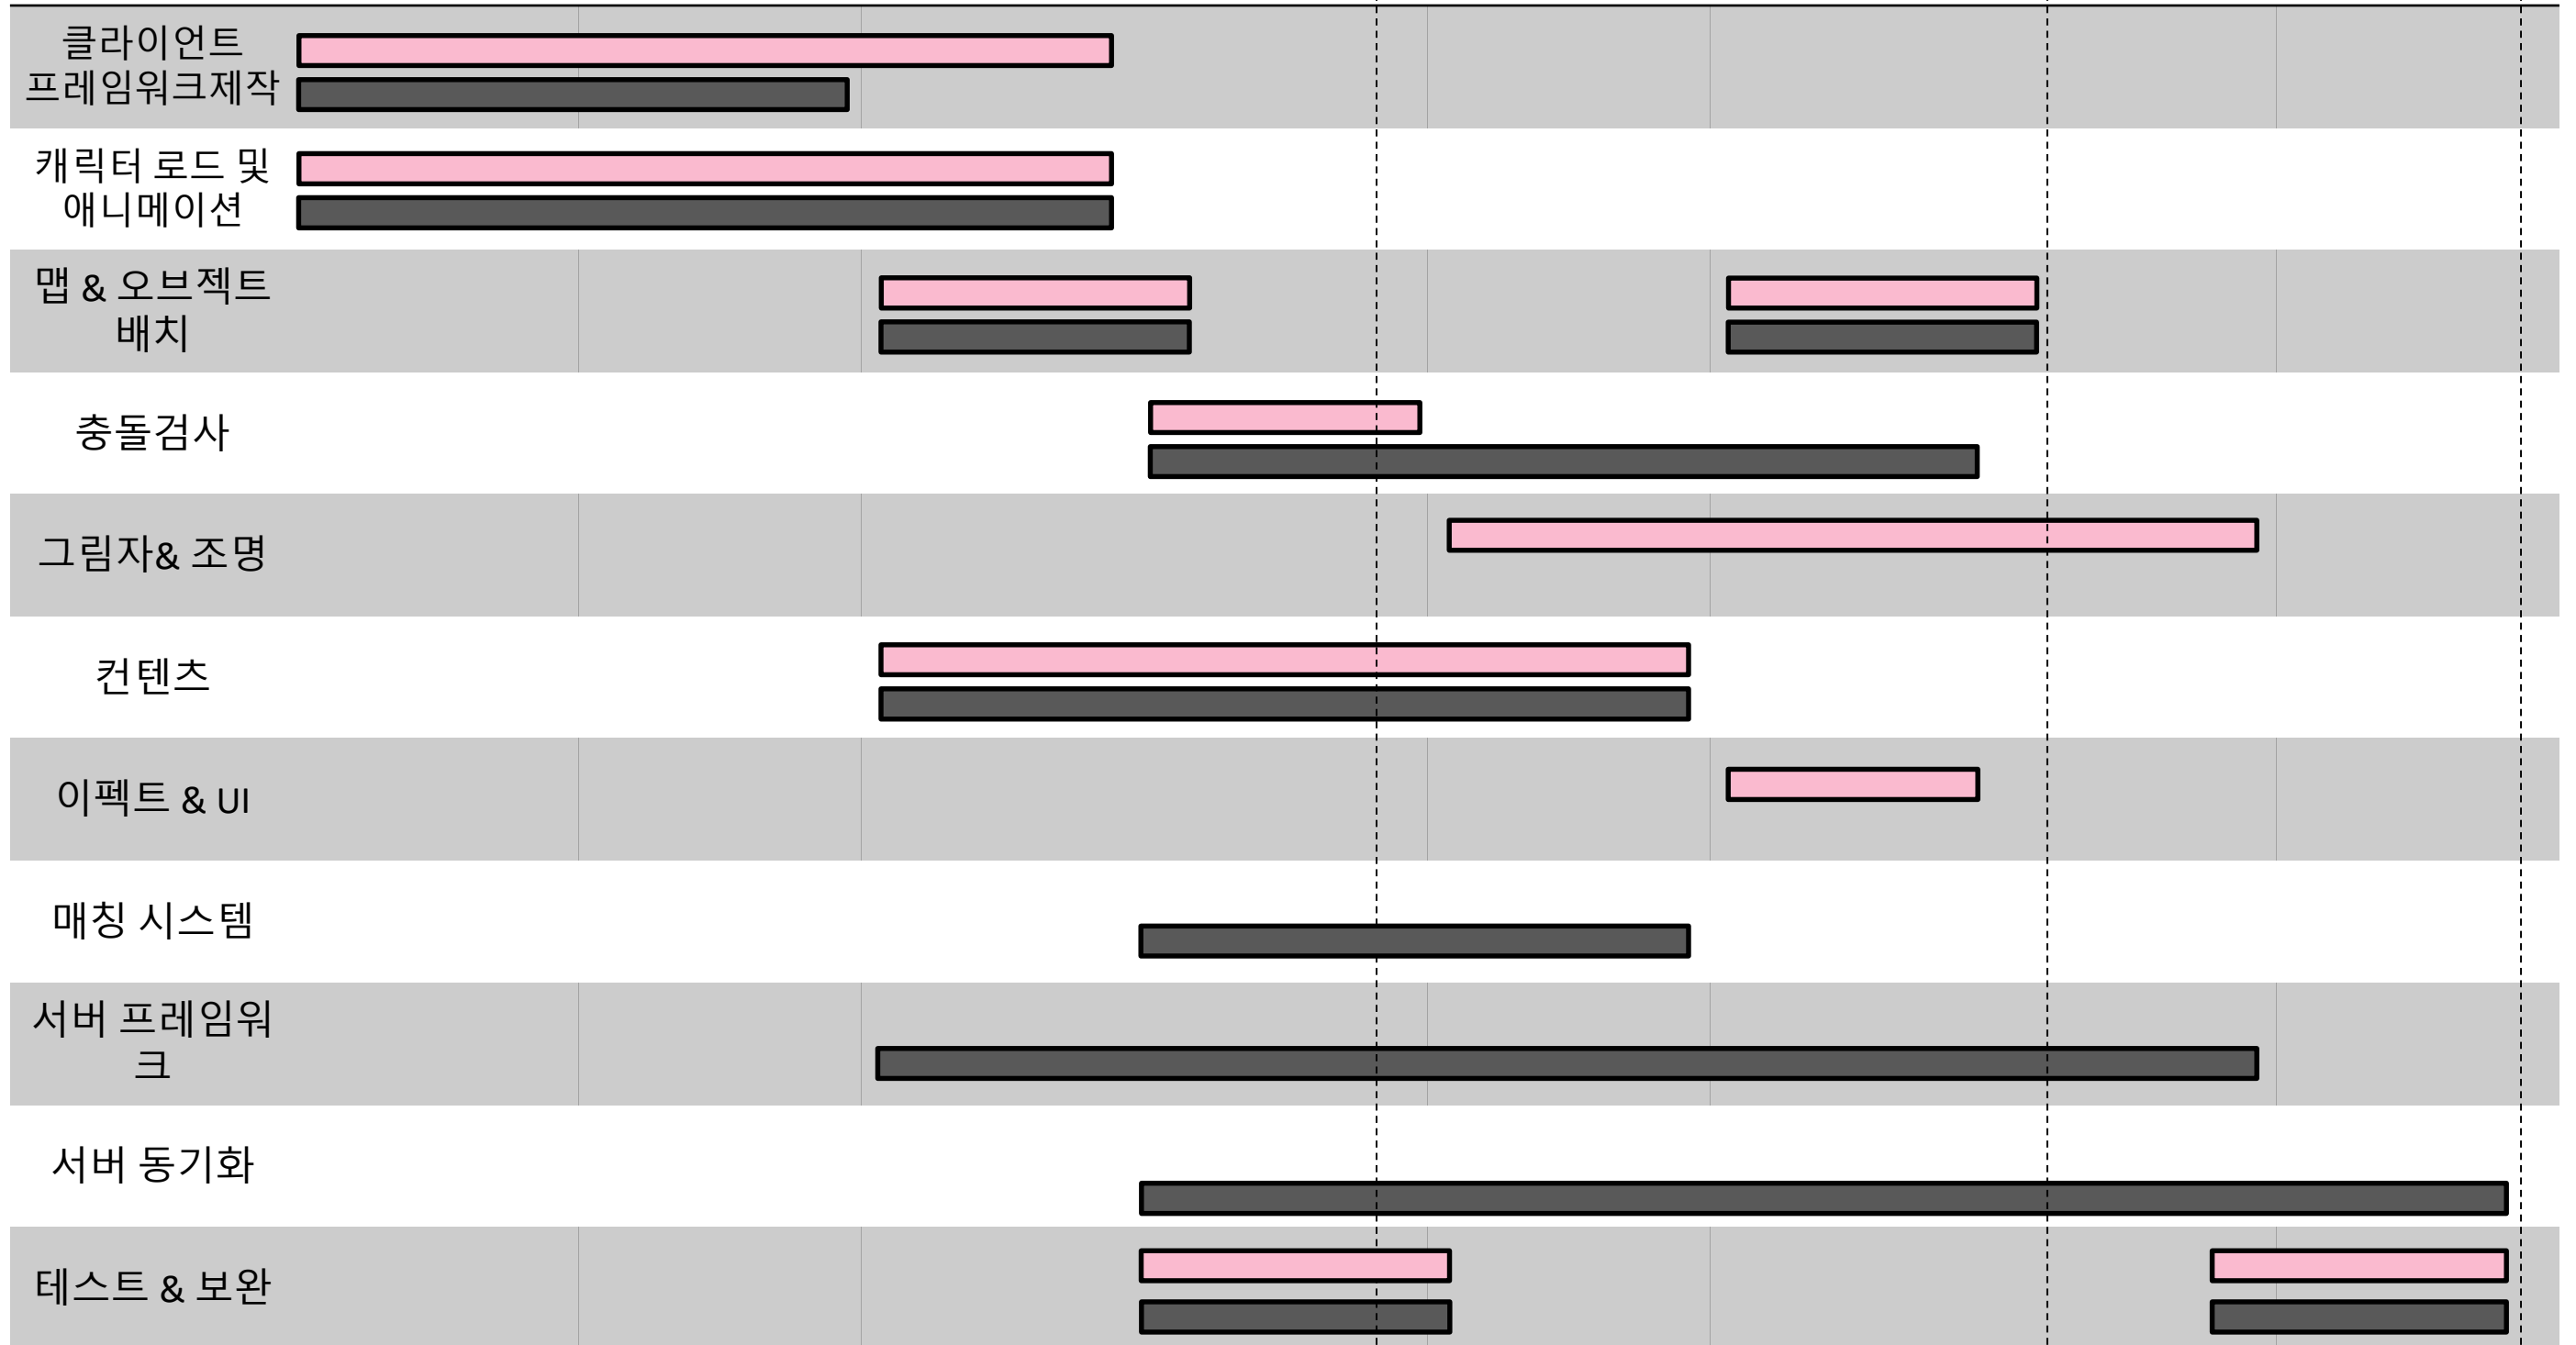 클라이언트
프레임워크제작
캐릭터 로드 및
애니메이션
맵 & 오브젝트
배치
충돌검사
그림자& 조명
컨텐츠
이펙트 & UI
매칭 시스템
서버 프레임워
크
서버 동기화
테스트 & 보완